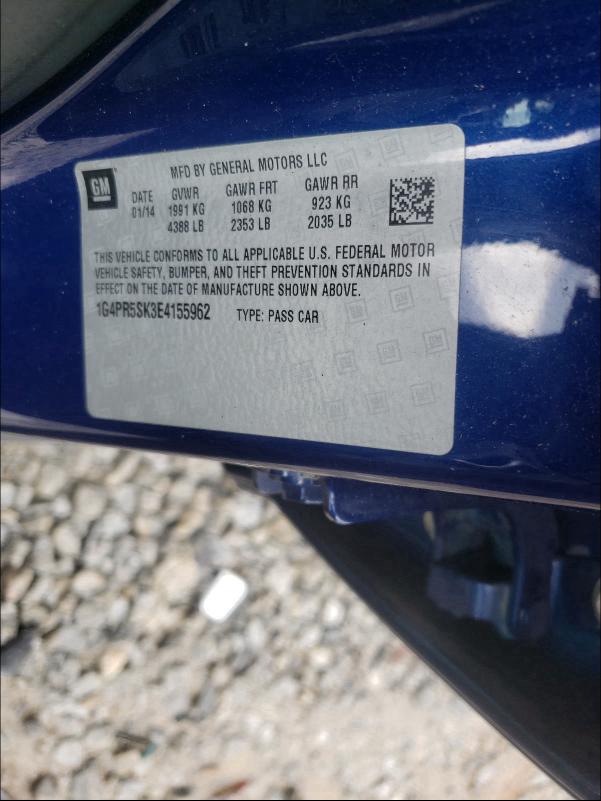 MFD BY GENERAL MOTORS LLC
GM
DATE GVWR GAWR FRT GAWR RR
01/14 1991 KG 1068 KG 923 KG
4388 LB 2353 LB 2035 LB
THIS VEHICLE CONFORMS TO ALL APPLICABLE U.S. FEDERAL MOTOR
VEHICLE SAFETY, BUMPER, AND THEFT PREVENTION STANDARDS IN
EFFECT ON THE DATE OF MANUFACTURE SHOWN ABOVE.
1G4PR5SK3E4155962 TYPE: PASS CAR